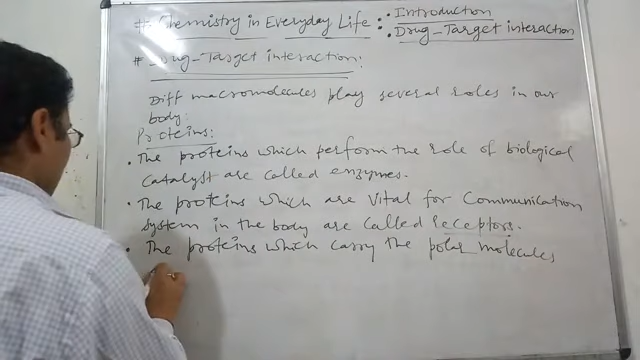 # Chemistry in Everyday Life : • Introduction
• Drug-Target interaction
# Drug-Target interaction:
Diff macromolecules play several roles in our
body:
Proteins:
• The proteins which perform the role of biological
Catalyst are called enzymes.
• The proteins which are vital for Communication
system in the body are called receptors.
• The proteins which carry the polar molecules